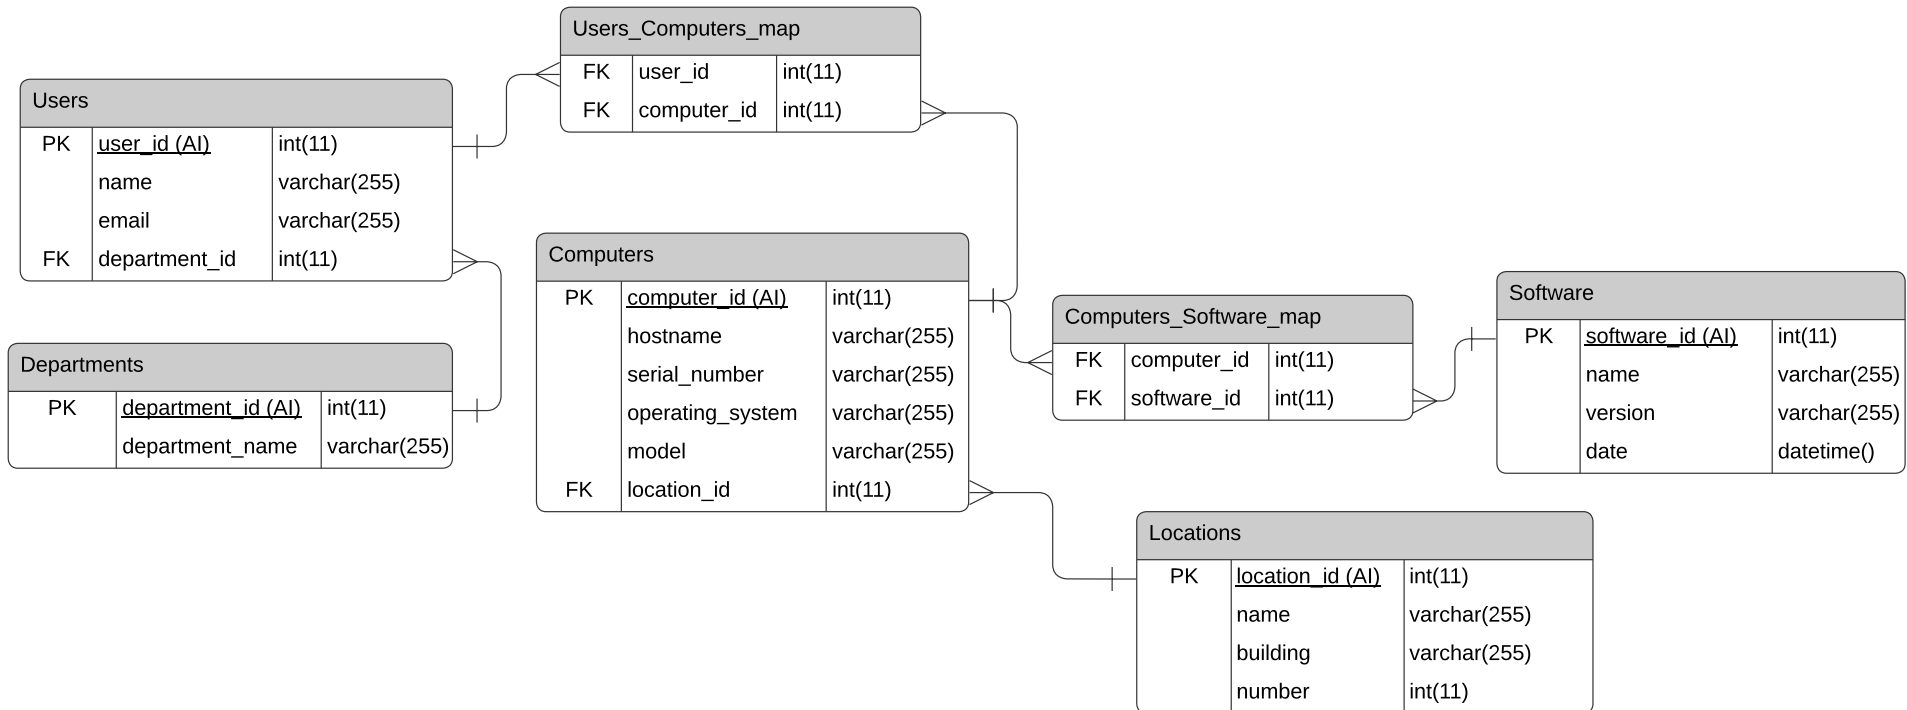 Users_Computers_map
FK user_id int(11)
FK computer_id int(11)
Users
PK user_id (AI) int(11)
name varchar(255)
email varchar(255)
FK department_id int(11)
Departments
PK department_id (AI) int(11)
department_name varchar(255)
Computers
PK computer_id (AI) int(11)
hostname varchar(255)
serial_number varchar(255)
operating_system varchar(255)
model varchar(255)
FK location_id int(11)
Computers_Software_map
FK computer_id int(11)
FK software_id int(11)
Software
PK software_id (AI) int(11)
name varchar(255)
version varchar(255)
date datetime()
Locations
PK location_id (AI) int(11)
name varchar(255)
building varchar(255)
number int(11)